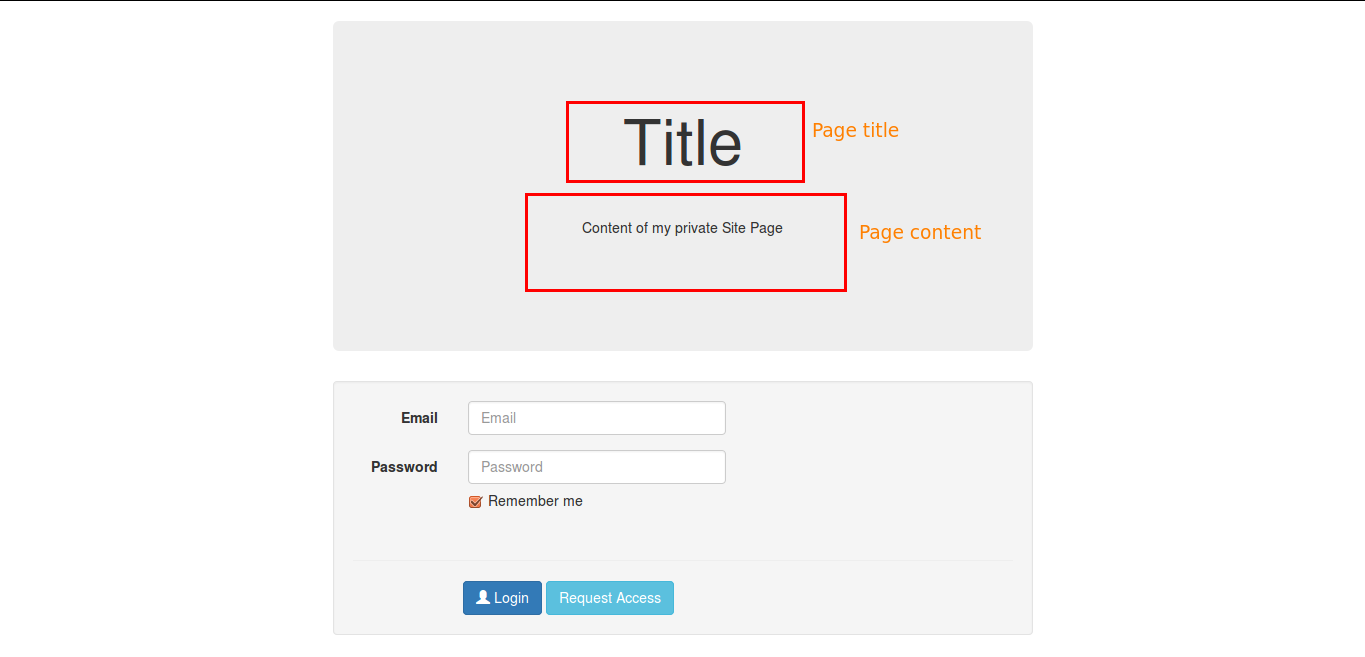 Title
Page title
Content of my private Site Page
Page content
Email
Email
Password
Password
Remember me
Login
Request Access